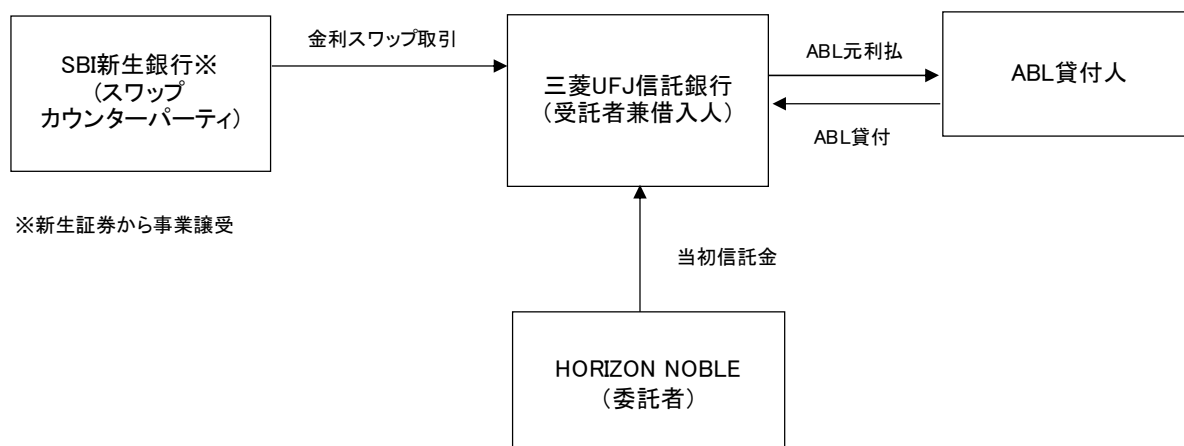 金利スワップ取引
SBI新生銀行※
(スワップ
カウンターパーティ)
三菱UFJ信託銀行
(受託者兼借入人)
ABL元利払
ABL貸付
ABL貸付人
※新生証券から事業譲受
当初信託金
HORIZON NOBLE
(委託者)